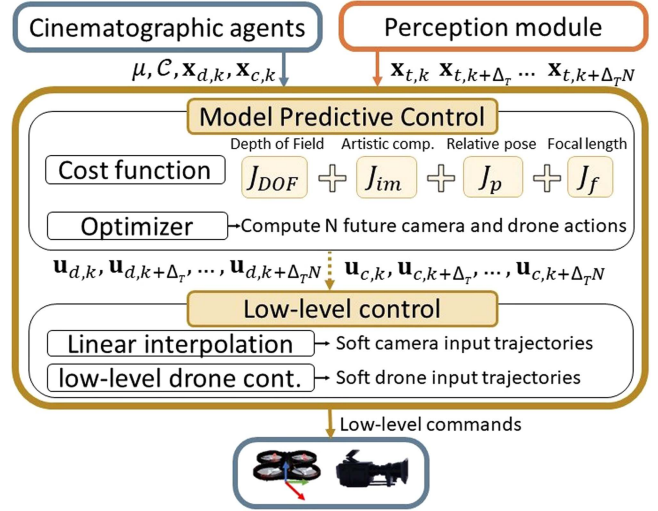 Cinematographic agents
Perception module
μ, 𝒞, x_{d,k}, x_{c,k}
x_{t,k} x_{t,k+Δ_T} ... x_{t,k+Δ_T N}
Model Predictive Control
Depth of Field Artistic comp. Relative pose Focal length
Cost function J_{DOF} + J_{im} + J_p + J_f
Optimizer Compute N future camera and drone actions
u_{d,k}, u_{d,k+Δ_T}, ..., u_{d,k+Δ_T N} u_{c,k}, u_{c,k+Δ_T}, ..., u_{c,k+Δ_T N}
Low-level control
Linear interpolation Soft camera input trajectories
low-level drone cont. Soft drone input trajectories
Low-level commands